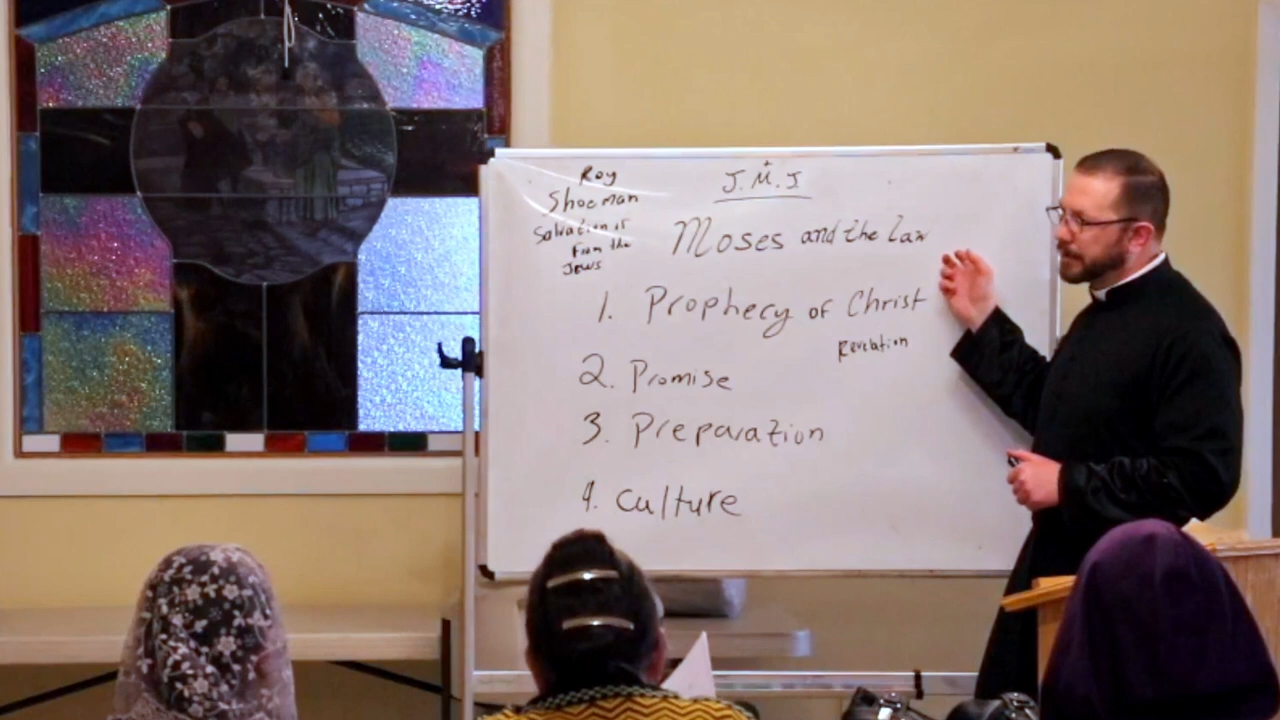 Roy
Shoeman
Salvation is
From the
Jews
J.M.J.
Moses and the Law
1. Prophecy of Christ
Revelation
2. Promise
3. Preparation
4. Culture